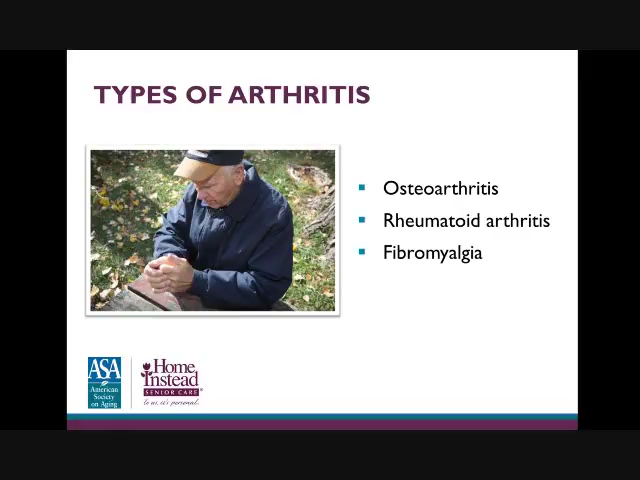 TYPES OF ARTHRITIS
Osteoarthritis
Rheumatoid arthritis
Fibromyalgia
ASA
American
Society
on Aging
Home
Instead
SENIOR CARE
to us, it's personal.